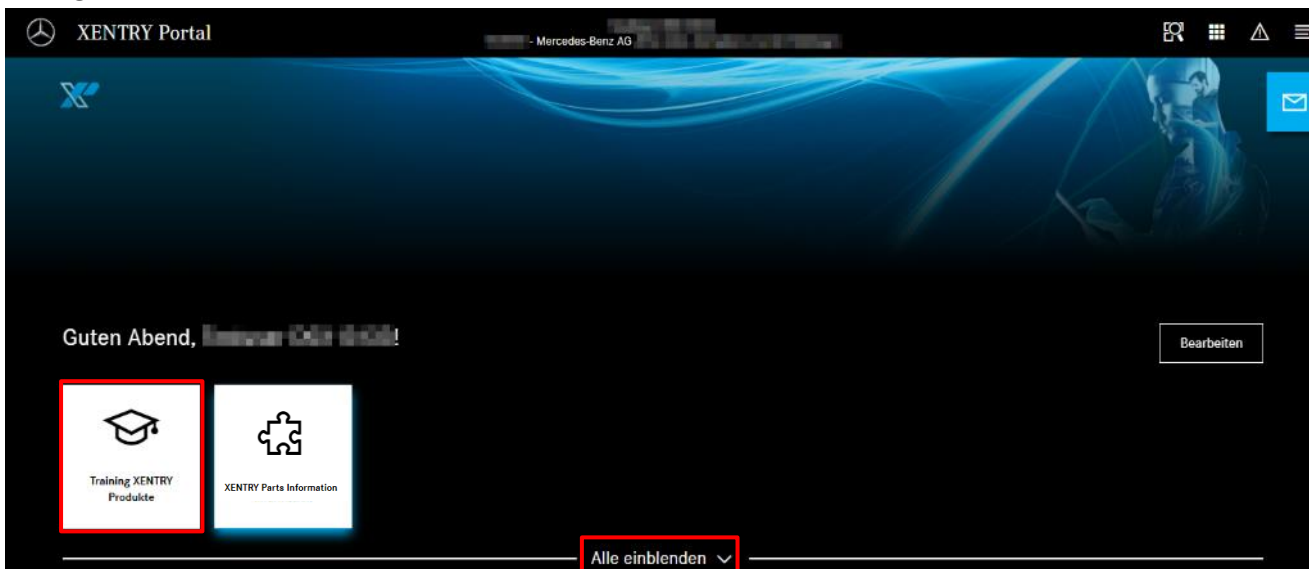 XENTRY Portal
- Mercedes-Benz AG
Guten Abend, !
Bearbeiten
Training XENTRY
Produkte
XENTRY Parts Information
Alle einblenden